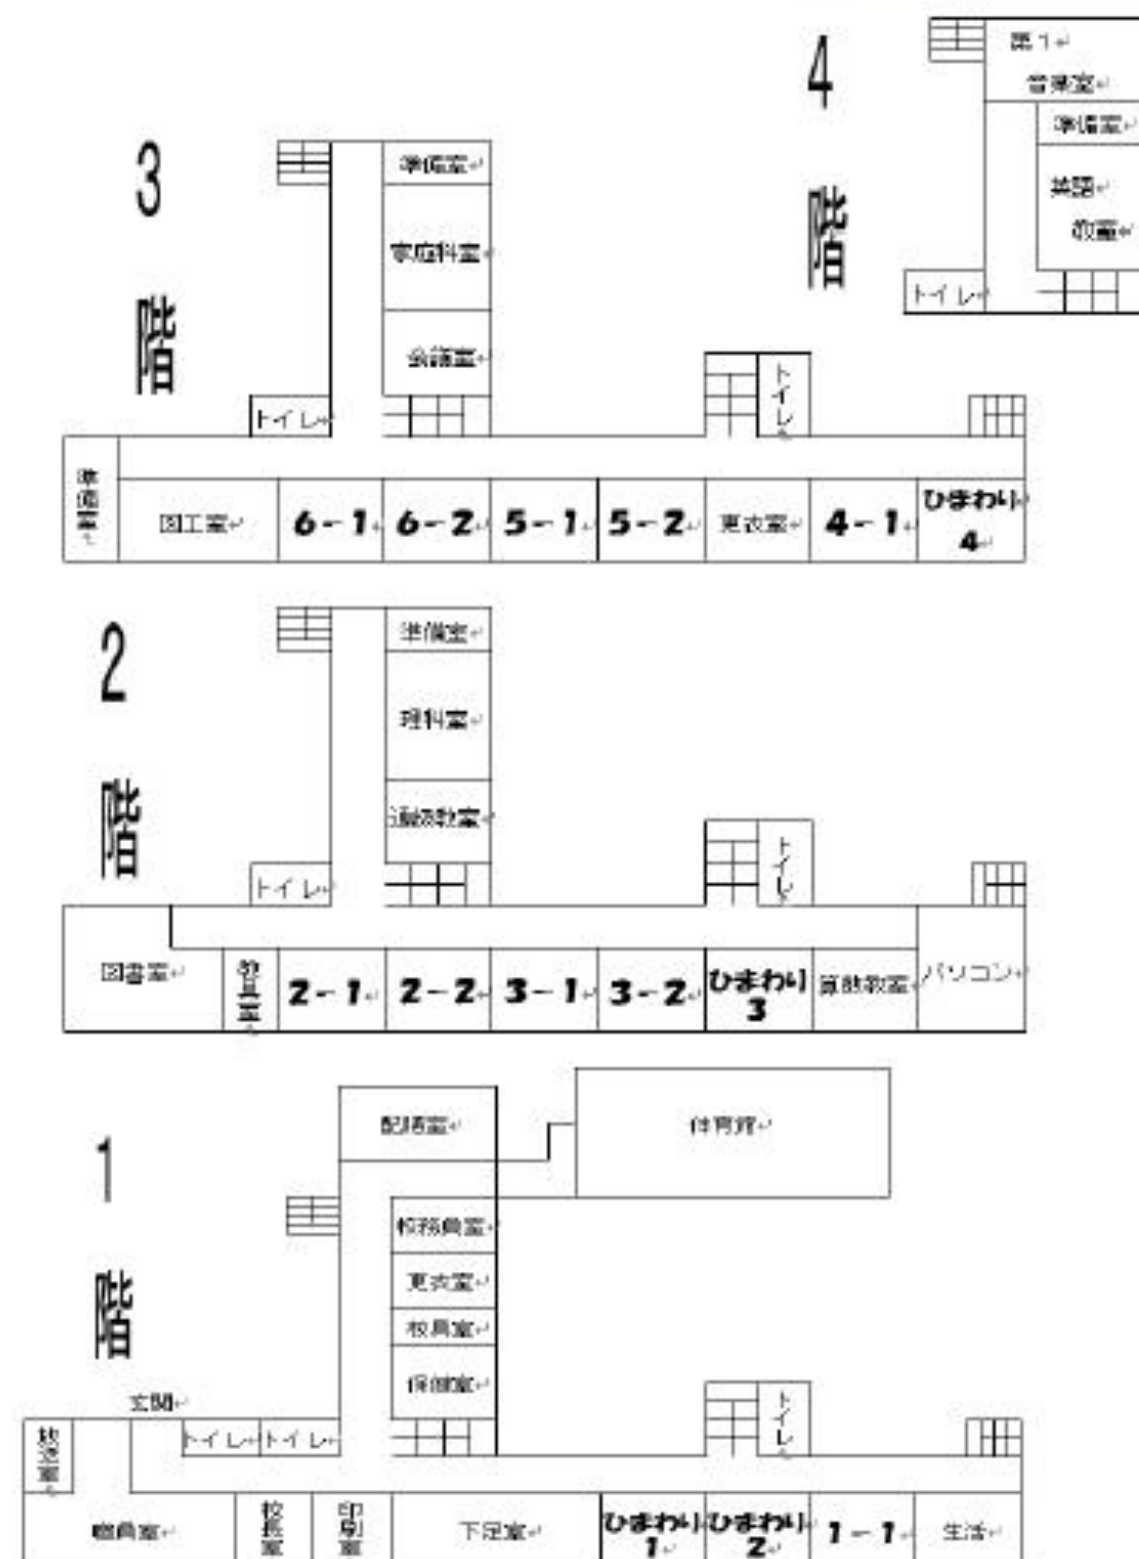 4階
第1
音楽室
準備室
英語
教室
トイレ
3階
準備室
家庭科室
会議室
トイレ
トイレ
準備室
図工室
6-1
6-2
5-1
5-2
更衣室
4-1
ひまわり
4
2階
準備室
理科室
トイレ
トイレ
図書室
教具室
2-1
2-2
3-1
3-2
ひまわり
3
算数教室
パソコン
1階
配膳室
体育館
校務員室
更衣室
校具室
保健室
玄関
放送室
トイレ
トイレ
トイレ
職員室
校長室
印刷室
下足室
ひまわり
1
ひまわり
2
1-1
生活